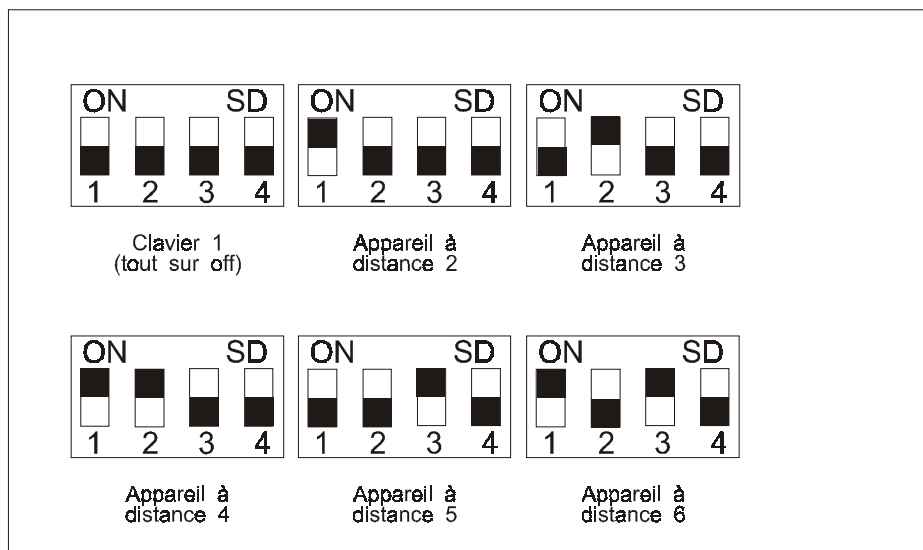 ON SD ON SD ON SD
1 2 3 4 1 2 3 4 1 2 3 4
Clavier 1
(tout sur off)
Appareil à
distance 2
Appareil à
distance 3
ON SD ON SD ON SD
1 2 3 4 1 2 3 4 1 2 3 4
Appareil à
distance 4
Appareil à
distance 5
Appareil à
distance 6